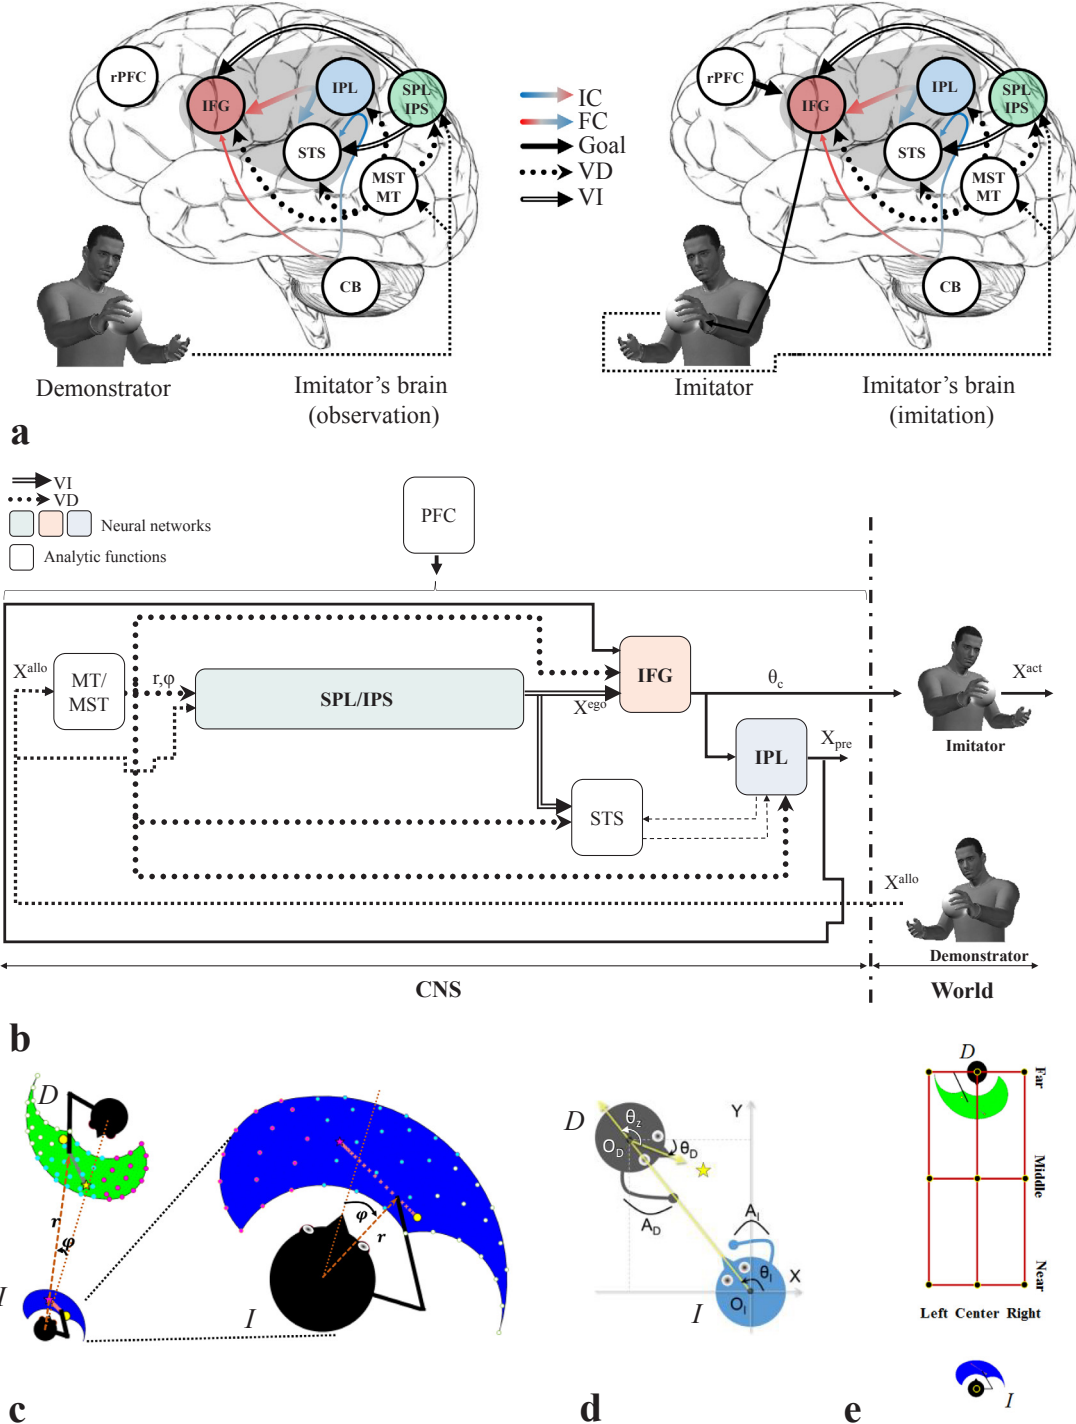 rPFC
IFG
IPL
SPL
IPS
STS
MST
MT
CB
Demonstrator
Imitator’s brain
(observation)
IC
FC
Goal
VD
VI
rPFC
IFG
IPL
SPL
IPS
STS
MST
MT
CB
Imitator
Imitator’s brain
(imitation)
a
VI
VD
Neural networks
Analytic functions
PFC
X^allo
MT/
MST
r,φ
SPL/IPS
X^ego
IFG
θ_c
IPL
X_pre
STS
Imitator
X^act
X^allo
Demonstrator
CNS
World
b
D
r
φ
I
φ
r
I
c
D
θ_z
O_D
θ_D
A_D
Y
A_I
θ_I
X
O_I
I
d
D
Far
Middle
Near
Left Center Right
I
e